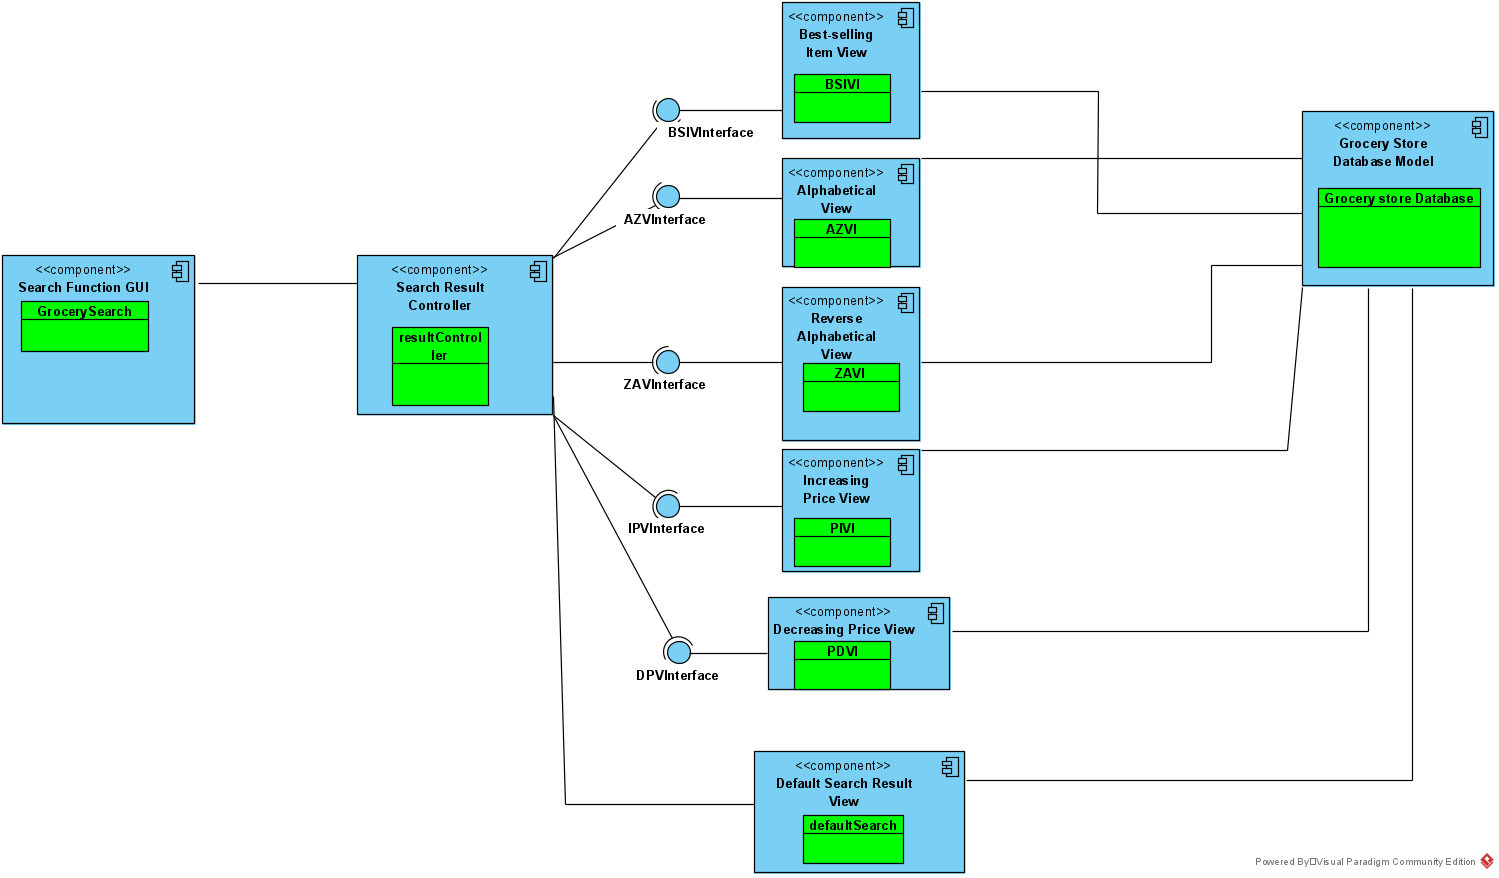 <<component>>
Search Function GUI
GrocerySearch
<<component>>
Search Result
Controller
resultControl
ler
BSIVInterface
AZVInterface
ZAVInterface
IPVInterface
DPVInterface
<<component>>
Best-selling
Item View
BSIVI
<<component>>
Alphabetical
View
AZVI
<<component>>
Reverse
Alphabetical
View
ZAVI
<<component>>
Increasing
Price View
PIVI
<<component>>
Decreasing Price View
PDVI
<<component>>
Default Search Result
View
defaultSearch
<<component>>
Grocery Store
Database Model
Grocery store Database
Powered By□Visual Paradigm Community Edition